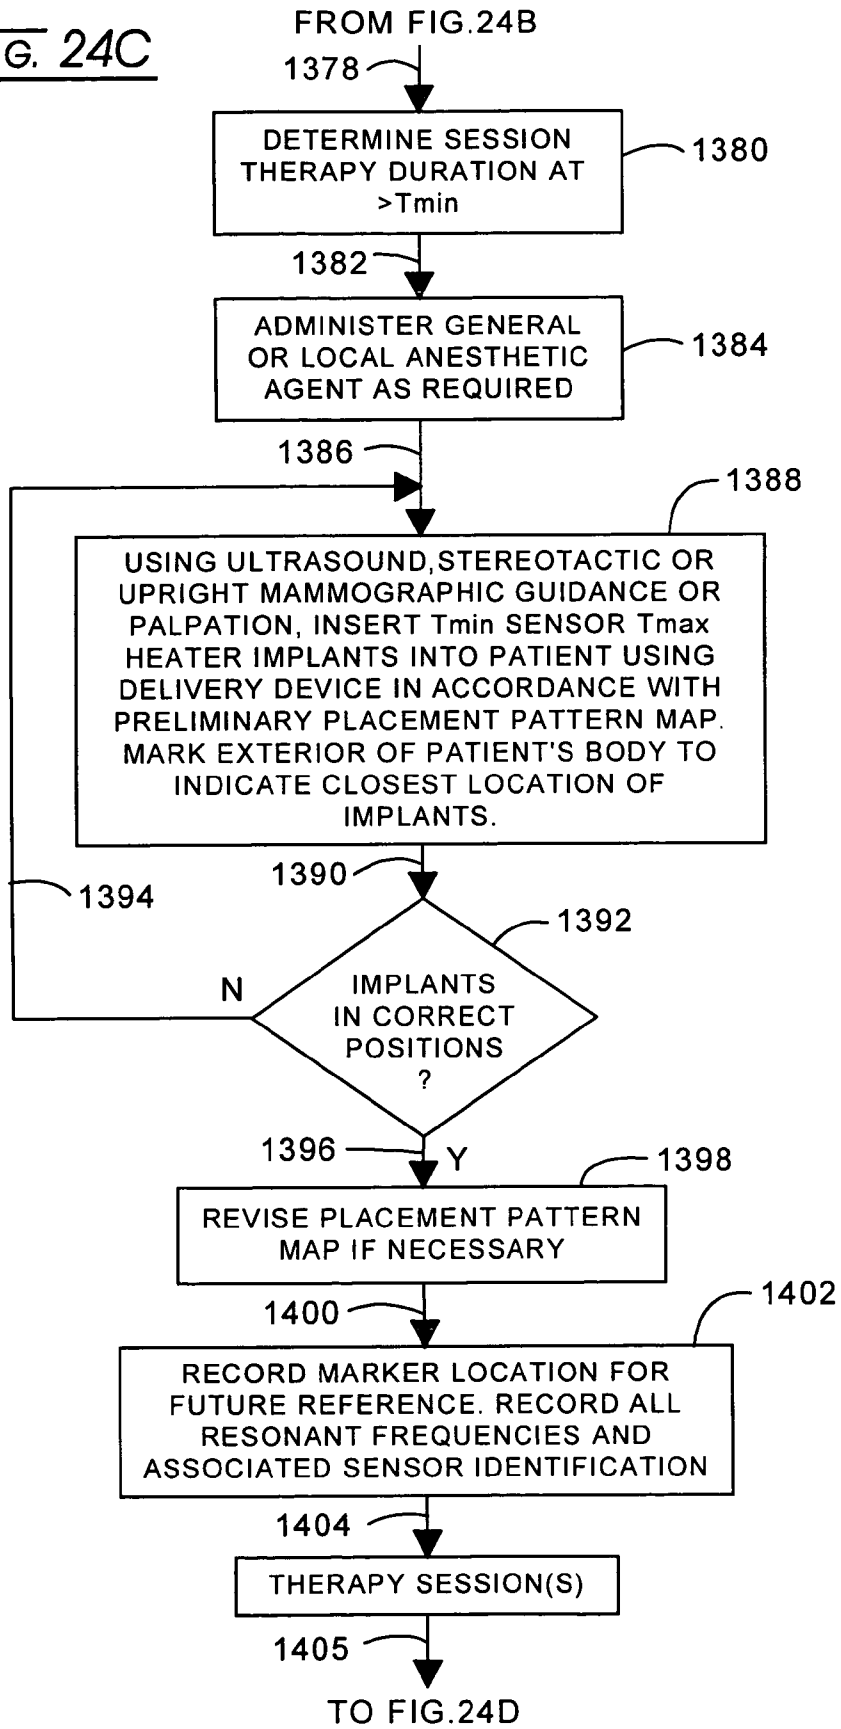 FROM FIG.24B
G. 24C
1378
DETERMINE SESSION
THERAPY DURATION AT
>Tmin
1380
1382
ADMINISTER GENERAL
OR LOCAL ANESTHETIC
AGENT AS REQUIRED
1384
1386
1388
USING ULTRASOUND,STEREOTACTIC OR
UPRIGHT MAMMOGRAPHIC GUIDANCE OR
PALPATION, INSERT Tmin SENSOR Tmax
HEATER IMPLANTS INTO PATIENT USING
DELIVERY DEVICE IN ACCORDANCE WITH
PRELIMINARY PLACEMENT PATTERN MAP.
MARK EXTERIOR OF PATIENT'S BODY TO
INDICATE CLOSEST LOCATION OF
IMPLANTS.
1390
1394
1392
N
IMPLANTS
IN CORRECT
POSITIONS
?
1396
Y
1398
REVISE PLACEMENT PATTERN
MAP IF NECESSARY
1400
1402
RECORD MARKER LOCATION FOR
FUTURE REFERENCE. RECORD ALL
RESONANT FREQUENCIES AND
ASSOCIATED SENSOR IDENTIFICATION
1404
THERAPY SESSION(S)
1405
TO FIG.24D